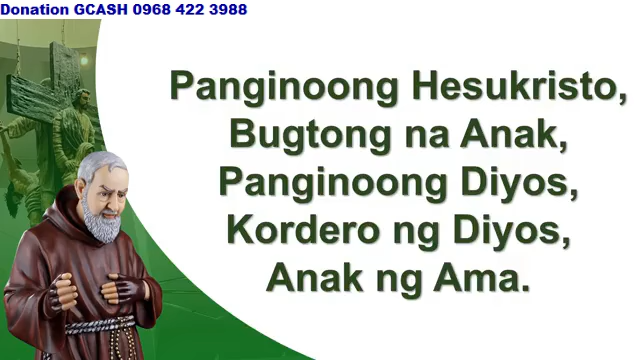 Donation GCASH 0968 422 3988
Panginoong Hesukristo,
Bugtong na Anak,
Panginoong Diyos,
Kordero ng Diyos,
Anak ng Ama.